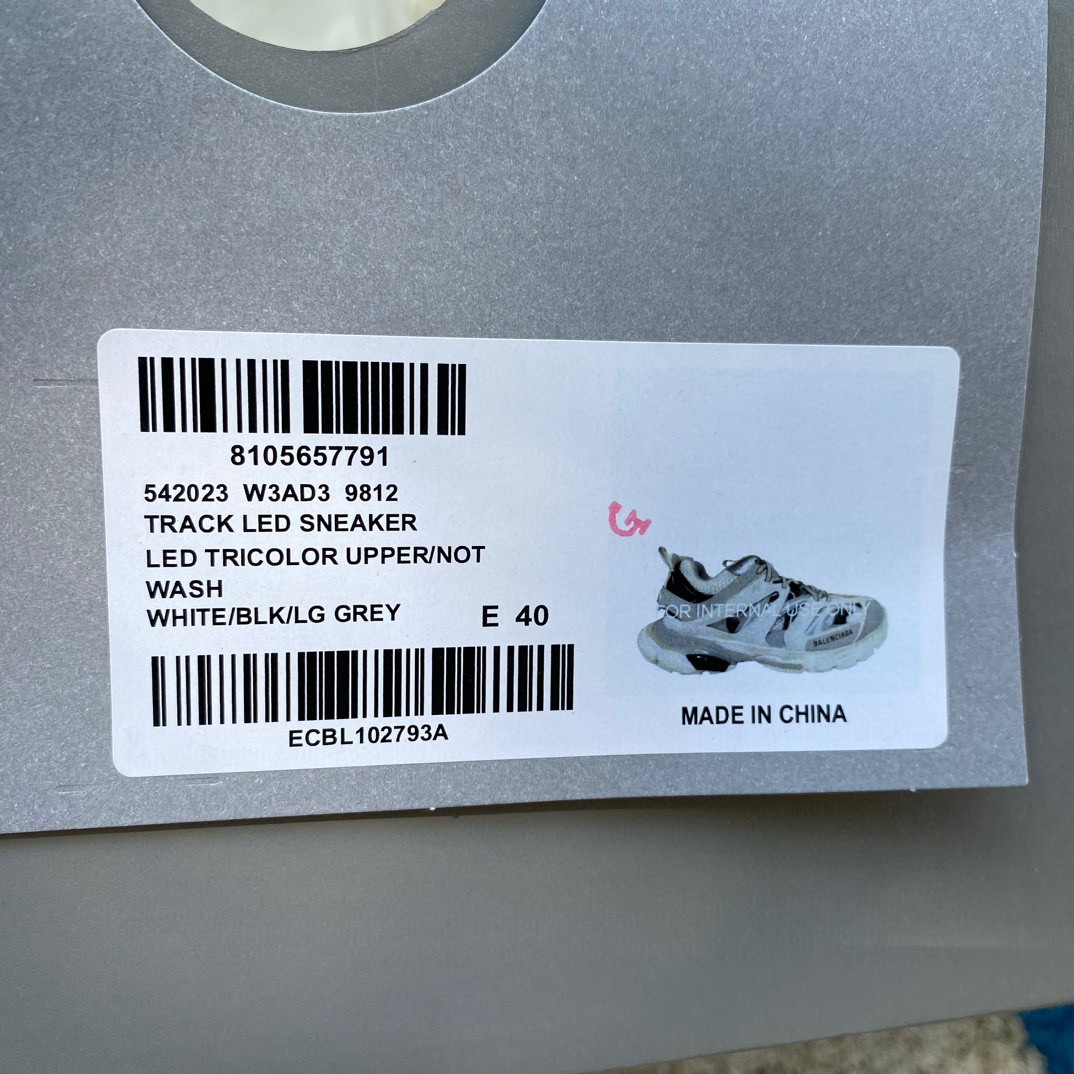 8105657791
542023 W3AD3 9812
TRACK LED SNEAKER
LED TRICOLOR UPPER/NOT
WASH
WHITE/BLK/LG GREY E 40
ECBL102793A
FOR INTERNAL USE ONLY
BALENCIAGA
MADE IN CHINA